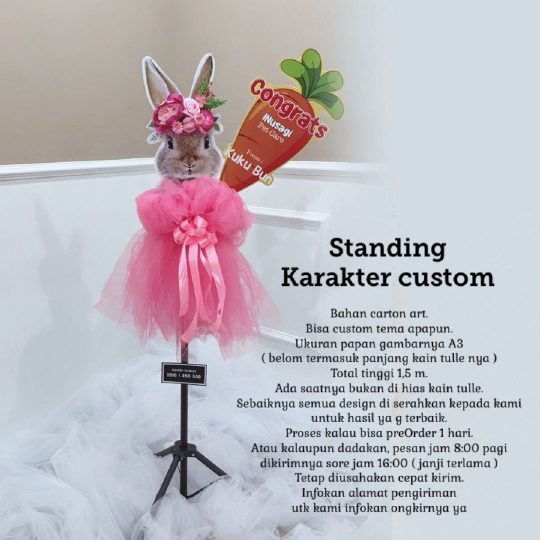 Congrats
iNusagi
Pet Care
From :
Kuku Bun
Standing
Karakter custom
Bahan carton art.
Bisa custom tema apapun.
Ukuran papan gambarnya A3
( belom termasuk panjang kain tulle nya )
Total tinggi 1,5 m.
Ada saatnya bukan di hias kain tulle.
Sebaiknya semua design di serahkan kepada kami
untuk hasil ya g terbaik.
Proses kalau bisa preOrder 1 hari.
Atau kalaupun dadakan, pesan jam 8:00 pagi
dikirimnya sore jam 16:00 ( janji terlama )
Tetap diusahakan cepat kirim.
Infokan alamat pengiriman
utk kami infokan ongkirnya ya